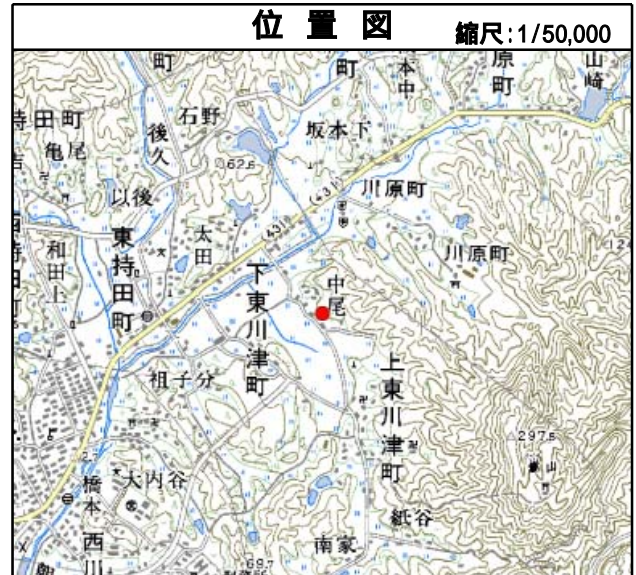 位置図 縮尺:1/50,000
町
町
本中
原町
山崎
持田町
石野
後久
坂本下
亀尾
62.6
以後
川原町
431
和田上
東持田町
太田
川原町
下東川津町
中尾
祖子分
上東川津町
297.8
山
橋本
大内谷
西川
紙谷
南家
69.7